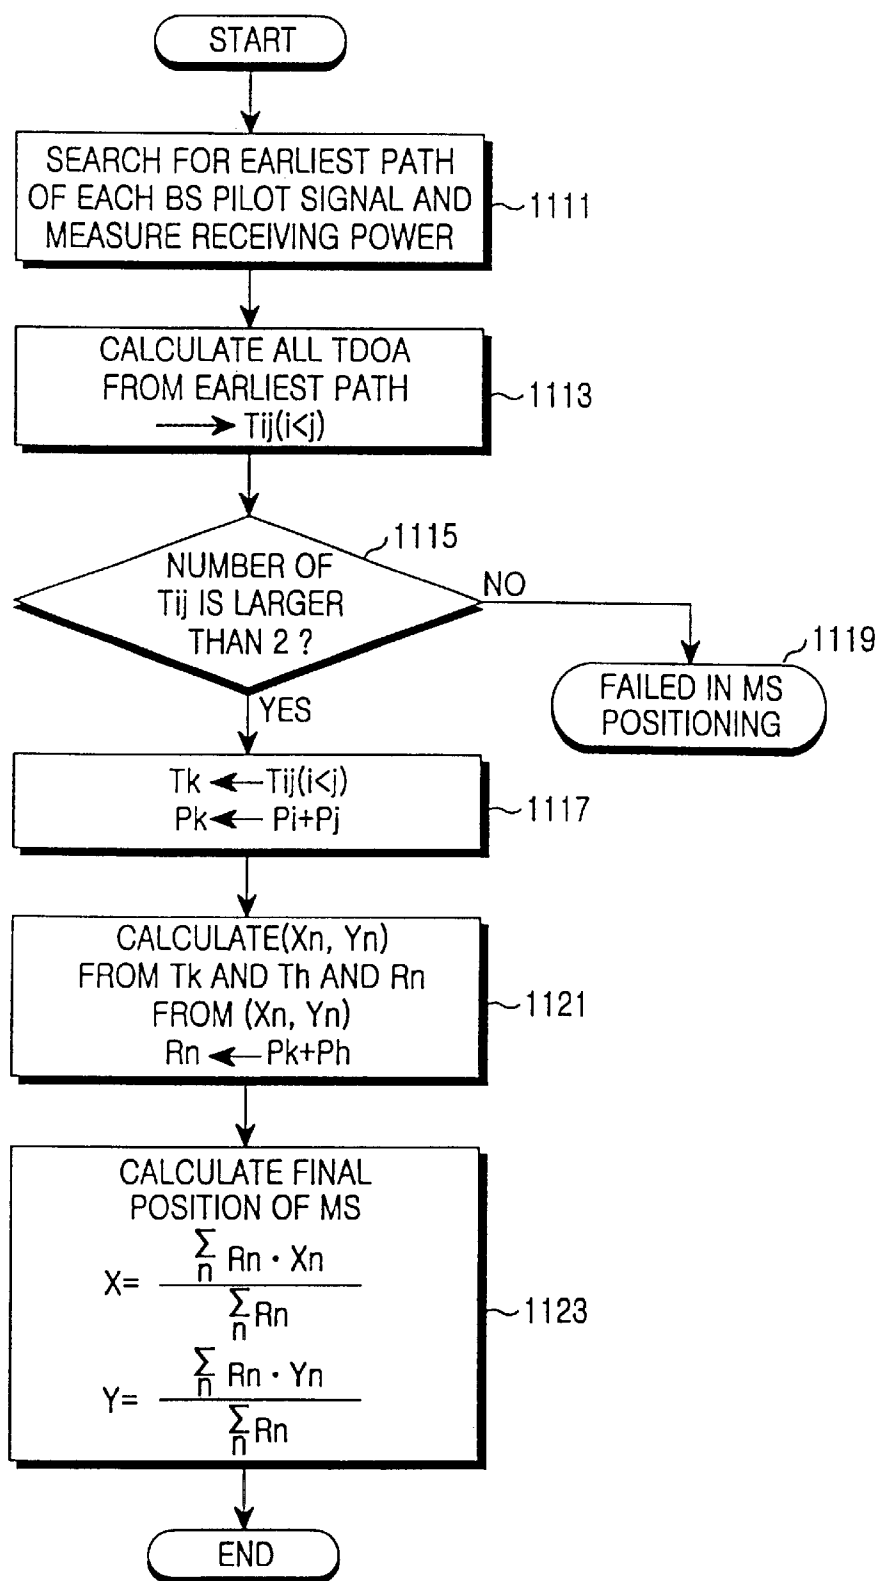 START
SEARCH FOR EARLIEST PATH
OF EACH BS PILOT SIGNAL AND
MEASURE RECEIVING POWER
1111
CALCULATE ALL TDOA
FROM EARLIEST PATH
→ Tij(i<j)
1113
1115
NUMBER OF
Tij IS LARGER
THAN 2 ?
NO
1119
FAILED IN MS
POSITIONING
YES
Tk ← Tij(i<j)
Pk ← Pi+Pj
1117
CALCULATE(Xn, Yn)
FROM Tk AND Th AND Rn
FROM (Xn, Yn)
Rn ← Pk+Ph
1121
CALCULATE FINAL
POSITION OF MS
X= Σn Rn · Xn / Σn Rn
Y= Σn Rn · Yn / Σn Rn
1123
END